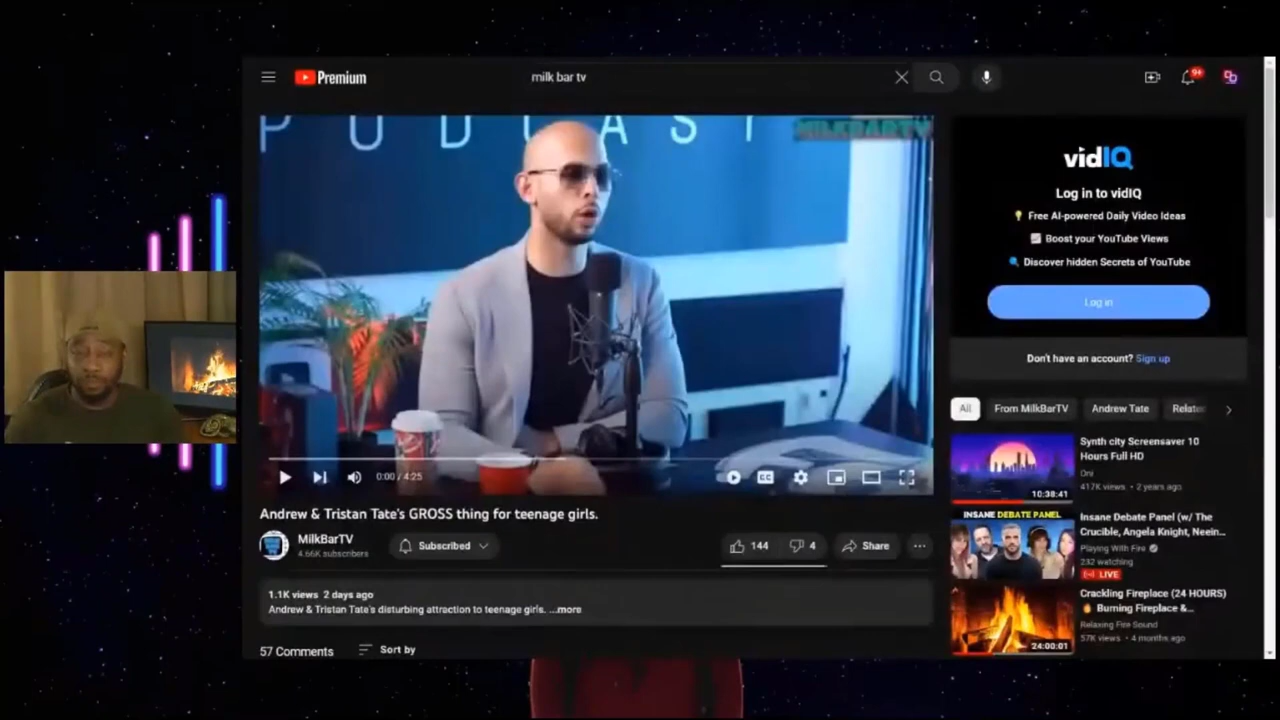 Premium
milk bar tv
9+
PODCAST
MILKBARTV
0:00 / 4:25
CC
Andrew & Tristan Tate's GROSS thing for teenage girls.
MilkBarTV
4.66K subscribers
Subscribed
144
4
Share
1.1K views 2 days ago
Andrew & Tristan Tate's disturbing attraction to teenage girls. ...more
57 Comments
Sort by
vidIQ
Log in to vidIQ
Free AI-powered Daily Video Ideas
Boost your YouTube Views
Discover hidden Secrets of YouTube
Log in
Don't have an account? Sign up
All
From MilkBarTV
Andrew Tate
Relate
Synth city Screensaver 10
Hours Full HD
Oni
417K views • 2 years ago
10:38:41
INSANE DEBATE PANEL
Insane Debate Panel (w/ The
Crucible, Angela Knight, Neein...
Playing With Fire
232 watching
LIVE
Crackling Fireplace (24 HOURS)
Burning Fireplace &...
Relaxing Fire Sound
57K views • 4 months ago
24:00:01